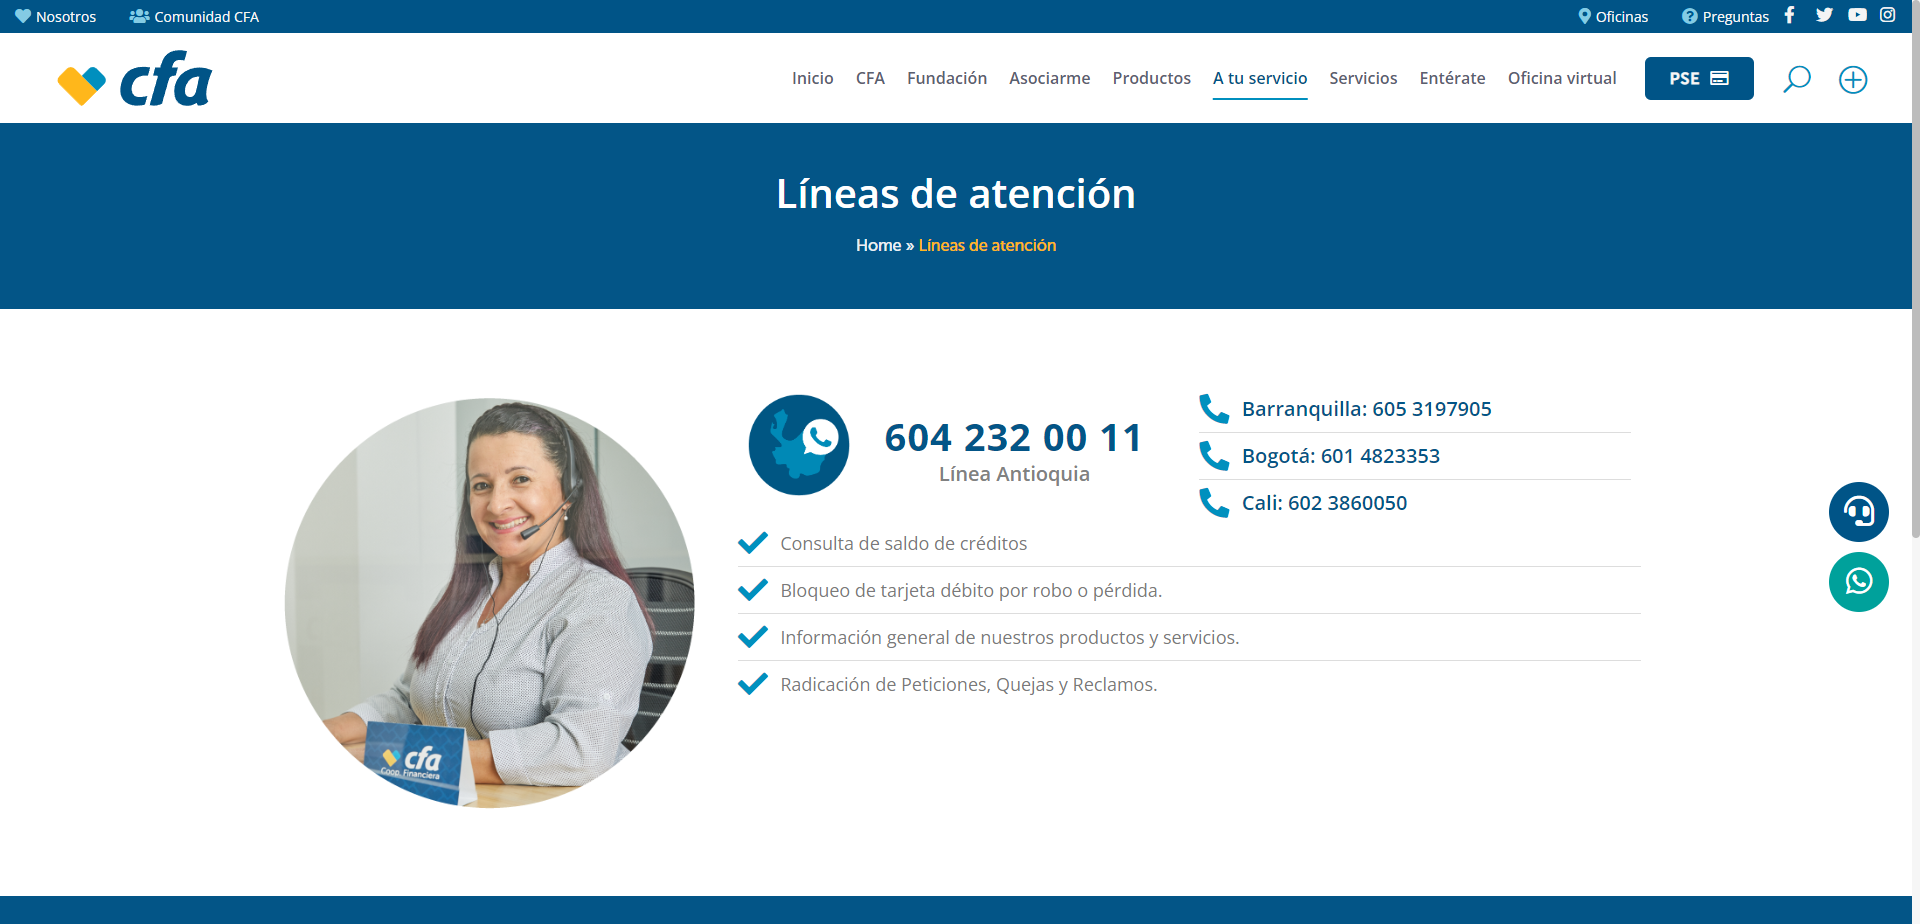 Nosotros
Comunidad CFA
Oficinas
Preguntas
cfa
Inicio
CFA
Fundación
Asociarme
Productos
A tu servicio
Servicios
Entérate
Oficina virtual
PSE
Líneas de atención
Home » Líneas de atención
604 232 00 11
Línea Antioquia
Barranquilla: 605 3197905
Bogotá: 601 4823353
Cali: 602 3860050
Consulta de saldo de créditos
Bloqueo de tarjeta débito por robo o pérdida.
Información general de nuestros productos y servicios.
Radicación de Peticiones, Quejas y Reclamos.
cfa
Coop. Financiera